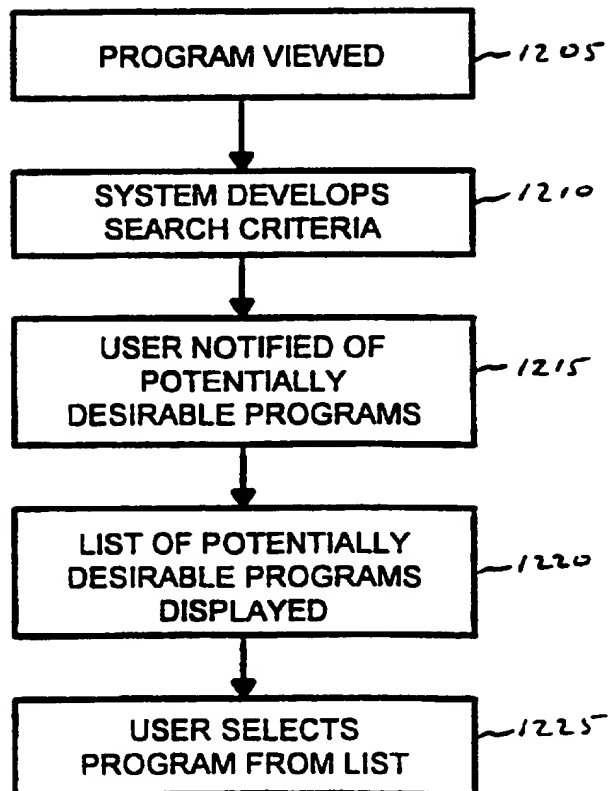 PROGRAM VIEWED
1205
SYSTEM DEVELOPS
SEARCH CRITERIA
1210
USER NOTIFIED OF
POTENTIALLY
DESIRABLE PROGRAMS
1215
LIST OF POTENTIALLY
DESIRABLE PROGRAMS
DISPLAYED
1220
USER SELECTS
PROGRAM FROM LIST
1225